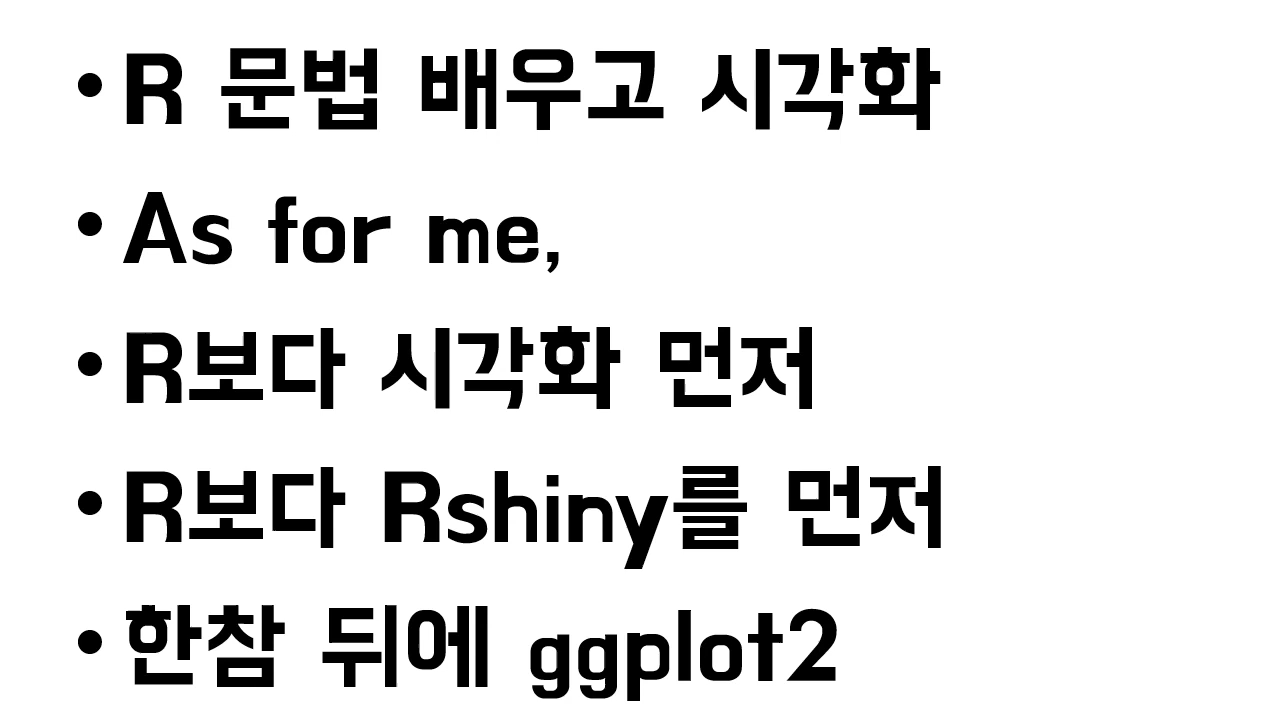 • R 문법 배우고 시각화
• As for me,
• R보다 시각화 먼저
• R보다 Rshiny를 먼저
• 한참 뒤에 ggplot2